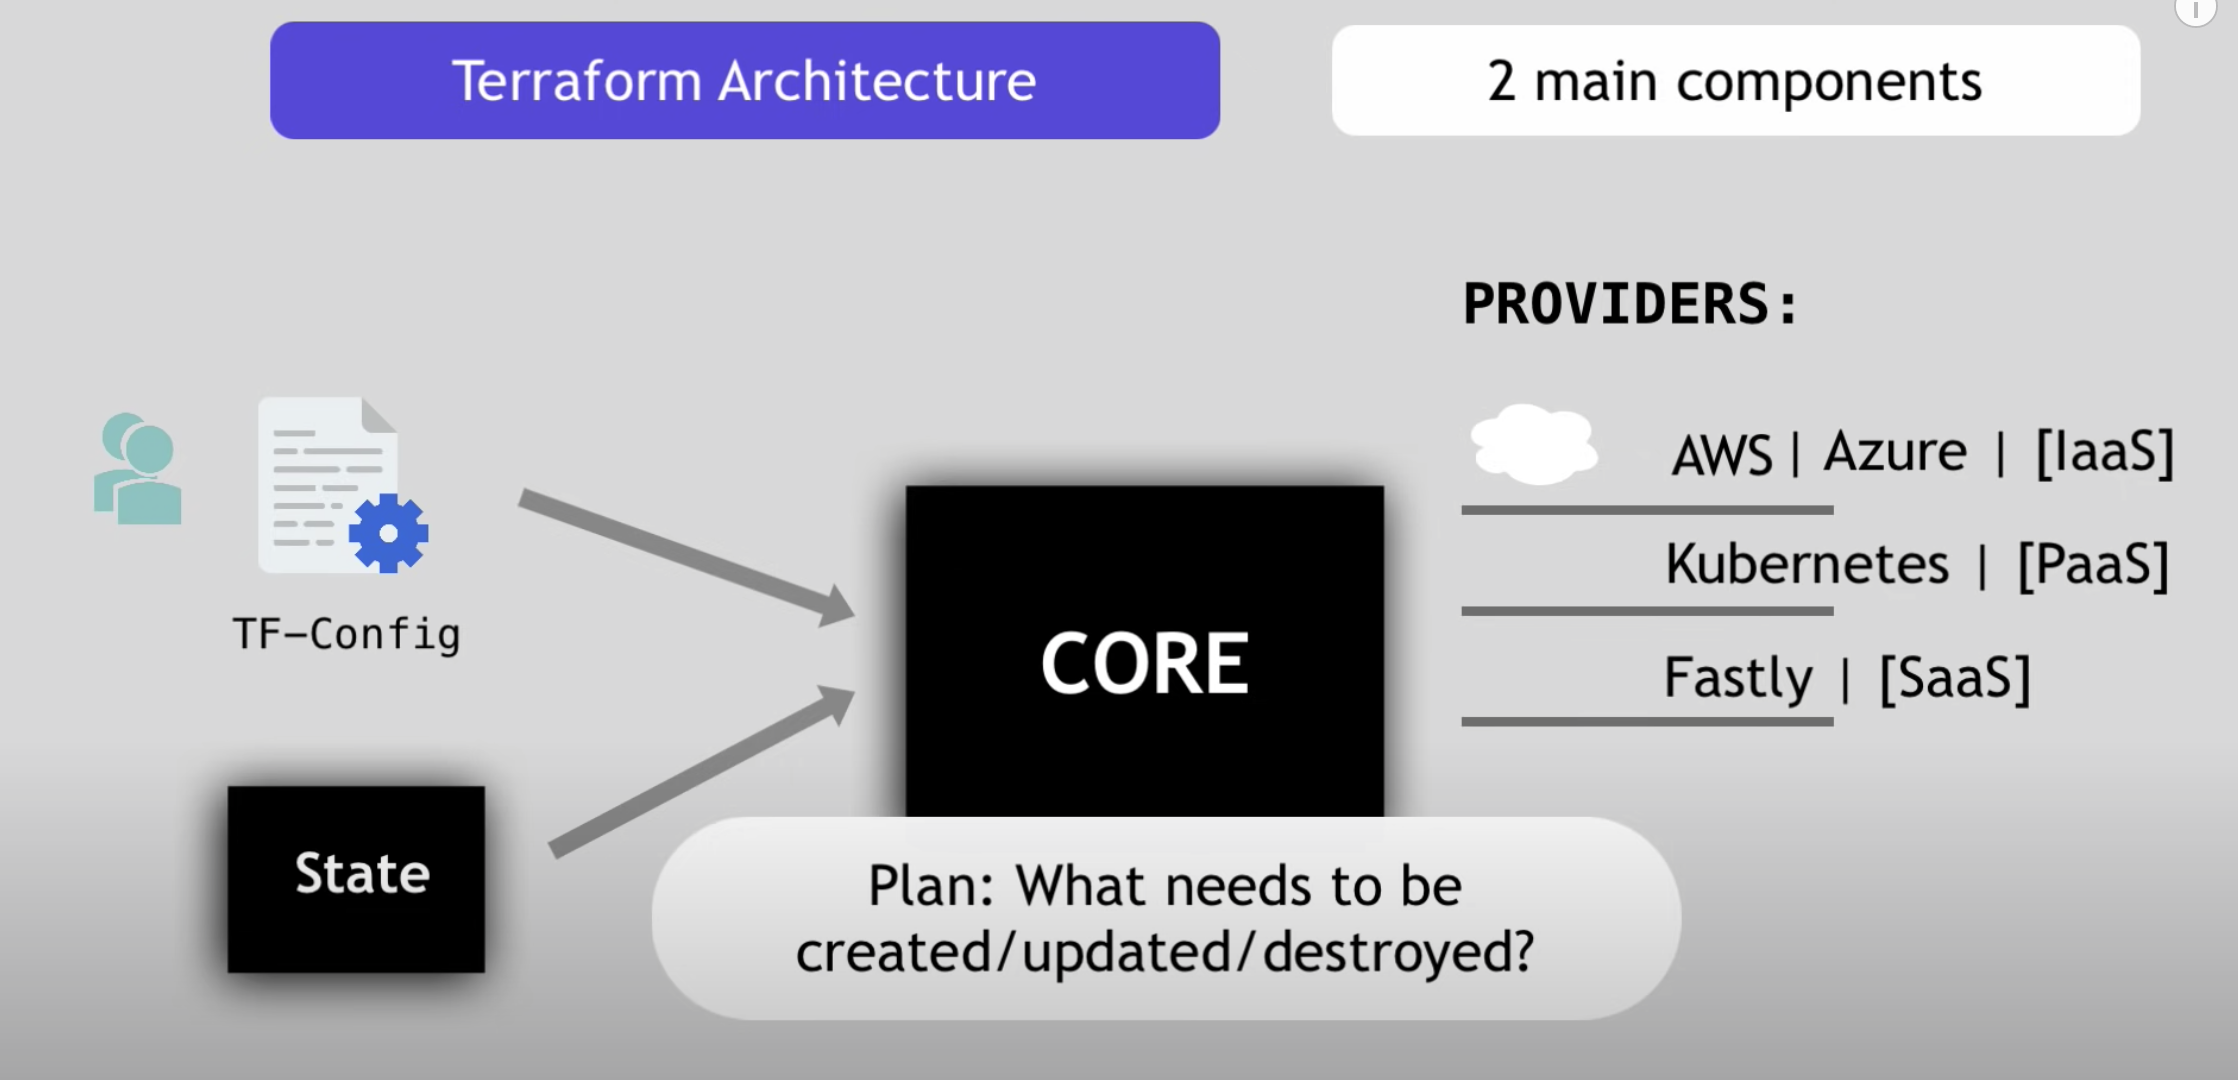 Terraform Architecture
2 main components
PROVIDERS:
AWS | Azure | [IaaS]
Kubernetes | [PaaS]
Fastly | [SaaS]
TF-Config
CORE
State
Plan: What needs to be
created/updated/destroyed?